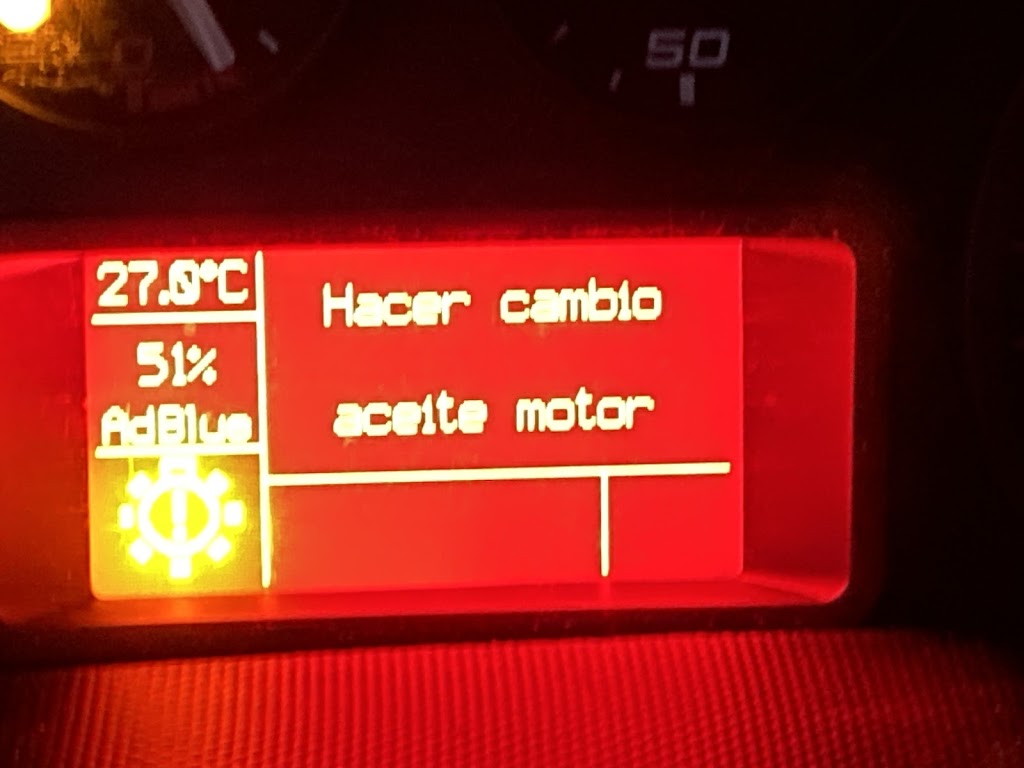 50
27.0°C
51%
AdBlue
Hacer cambio
aceite motor